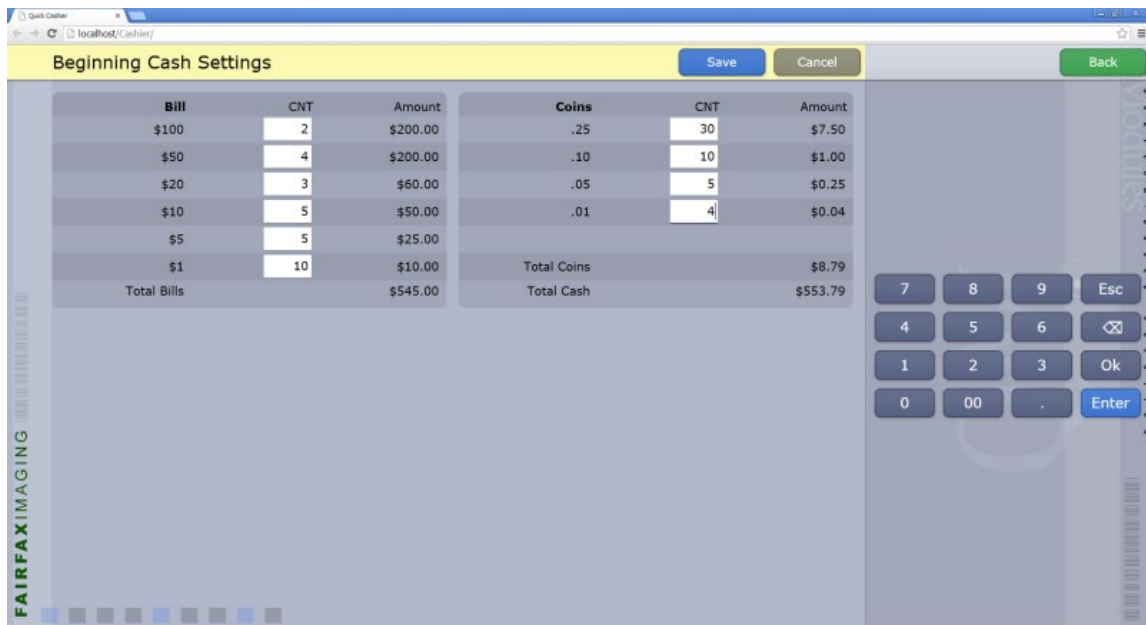 Quick Cashier
localhost/Cashier/
Beginning Cash Settings Save Cancel Back
Bill CNT Amount Coins CNT Amount
$100 2 $200.00 .25 30 $7.50
$50 4 $200.00 .10 10 $1.00
$20 3 $60.00 .05 5 $0.25
$10 5 $50.00 .01 4 $0.04
$5 5 $25.00
$1 10 $10.00 Total Coins $8.79
Total Bills $545.00 Total Cash $553.79
7 8 9 Esc
4 5 6
1 2 3 Ok
0 00 . Enter
Modules
FAIRFAXIMAGING